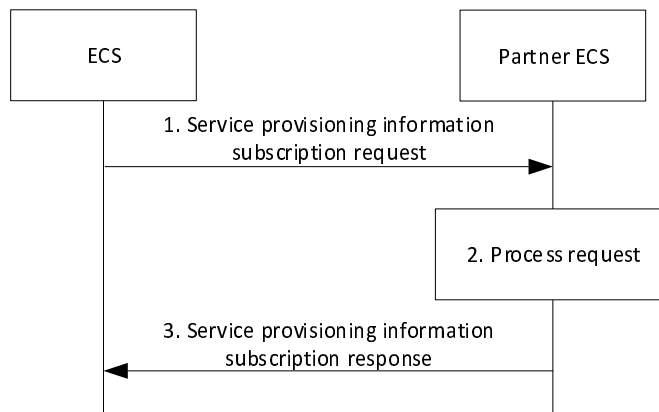 ECS
Partner ECS
1. Service provisioning information
subscription request
2. Process request
3. Service provisioning information
subscription response